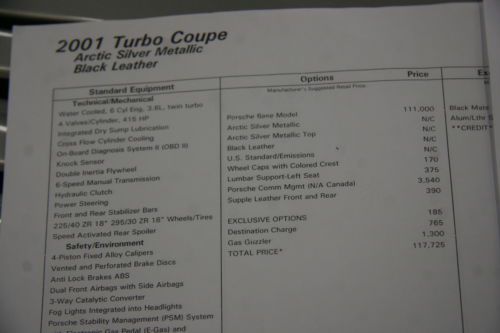 2001 Turbo Coupe
Arctic Silver Metallic
Black Leather
Standard Equipment
Technical/Mechanical
Water Cooled, 6 Cyl Eng, 3.6L, twin turbo
4-Valves/Cylinder, 415 HP
Integrated Dry Sump Lubrication
Cross Flow Cylinder Cooling
On-Board Diagnosis System II (OBD II)
Knock Sensor
Double Inertia Flywheel
6-Speed Manual Transmission
Hydraulic Clutch
Power Steering
Front and Rear Stabilizer Bars
225/40 ZR 18" 295/30 ZR 18" Wheels/Tires
Speed Activated Rear Spoiler
Safety/Environment
4-Piston Fixed Alloy Calipers
Vented and Perforated Brake Discs
Anti Lock Brakes ABS
Dual Front Airbags with Side Airbags
3-Way Catalytic Converter
Fog Lights Integrated into Headlights
Porsche Stability Management (PSM) System
Electronic Gas Pedal (E-Gas) and
Options Price
Manufacturer's Suggested Retail Price
Porsche Base Model 111,000
Arctic Silver Metallic N/C
Arctic Silver Metallic Top N/C
Black Leather N/C
U.S. Standard/Emissions N/C
Wheel Caps with Colored Crest 170
Lumbar Support-Left Seat 375
Porsche Comm Mgmt (N/A Canada) 3,540
Supple Leather Front and Rear 390
EXCLUSIVE OPTIONS 185
Destination Charge 765
Gas Guzzler 1,300
TOTAL PRICE* 117,725
Black
Alum/Lthr
**CREDIT